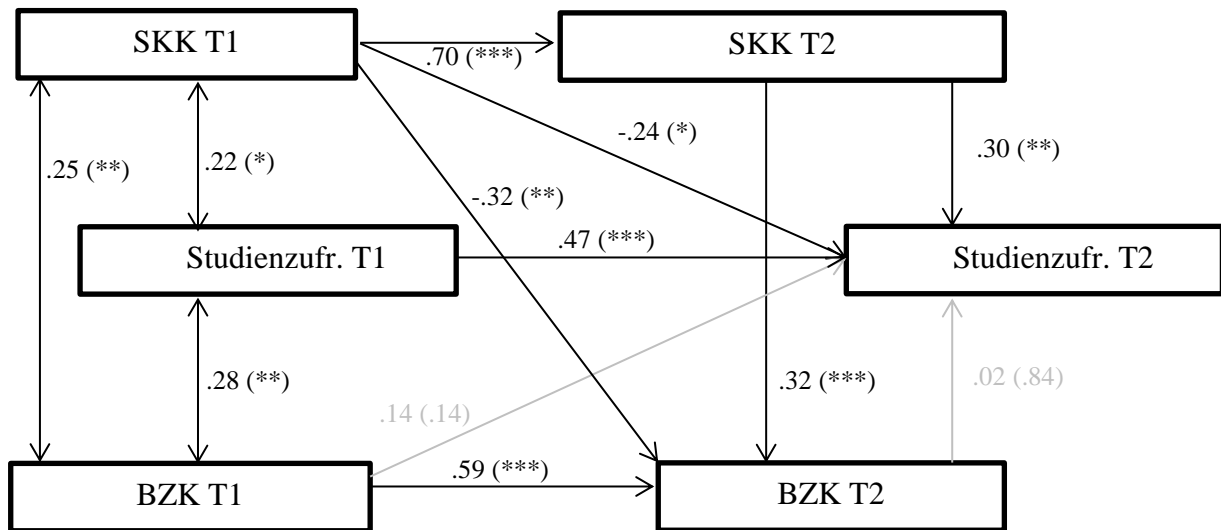 SKK T1
SKK T2
.70 (***)
-.24 (*)
.25 (**)
.22 (*)
.30 (**)
-.32 (**)
Studienzufr. T1
.47 (***)
Studienzufr. T2
.28 (**)
.14 (.14)
.32 (***)
.02 (.84)
BZK T1
.59 (***)
BZK T2